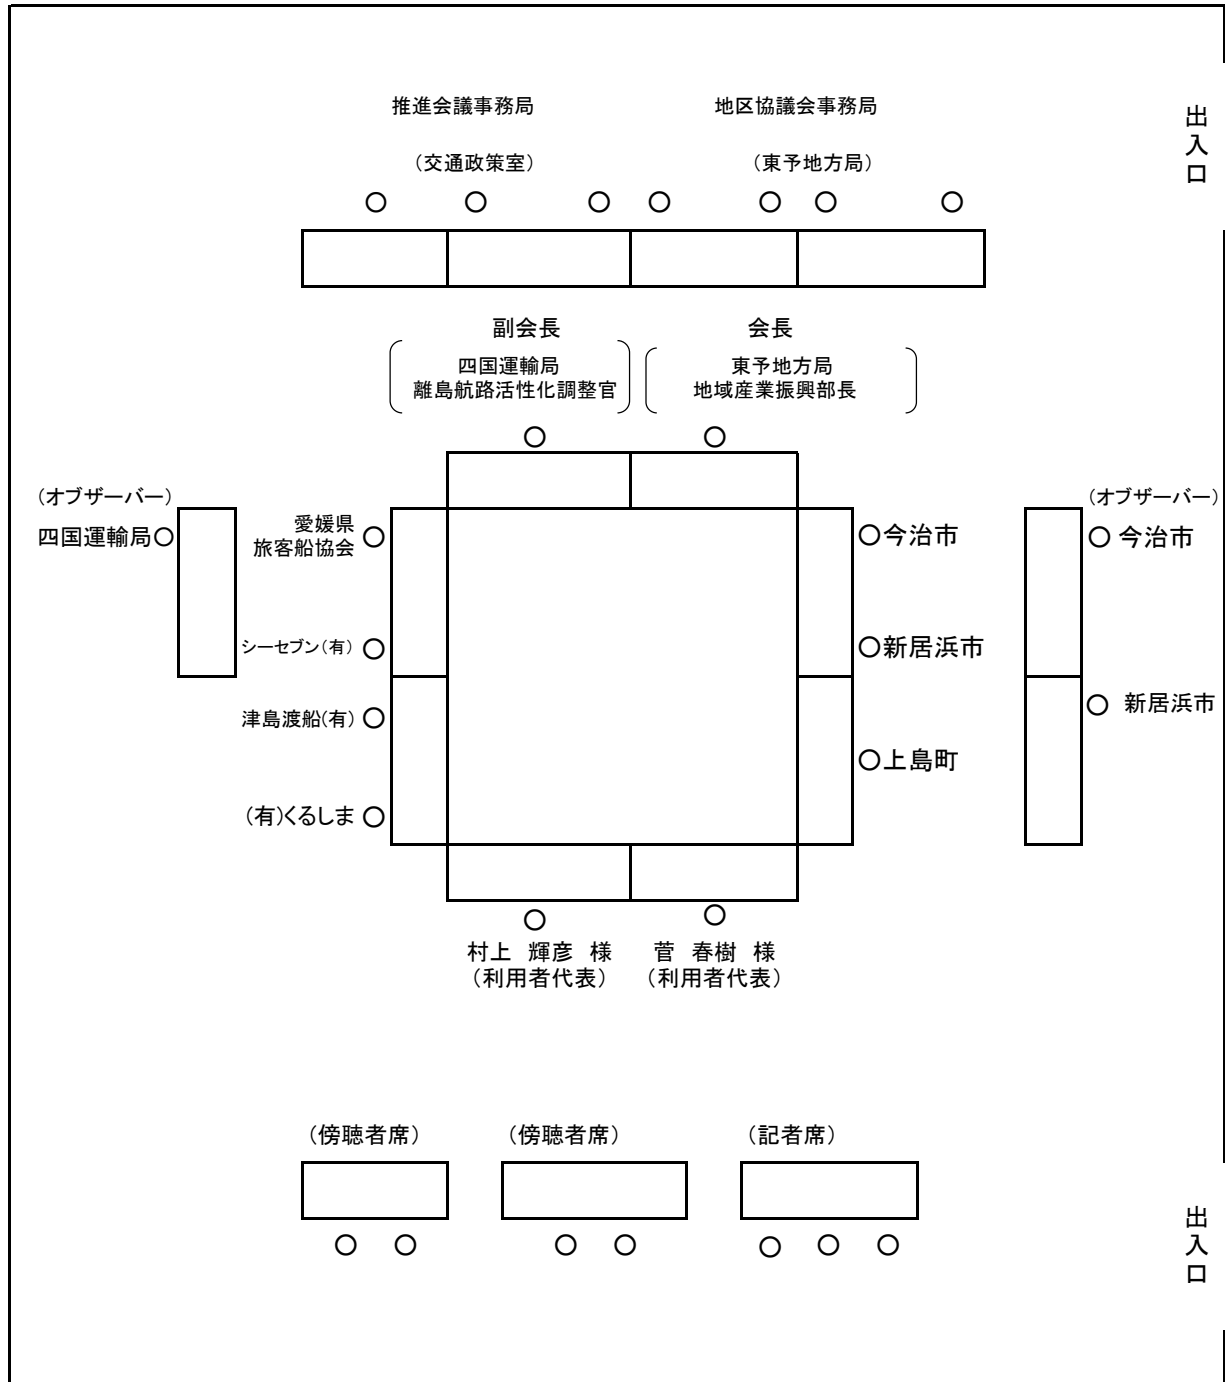 推進会議事務局
地区協議会事務局
出入口
（交通政策室）
（東予地方局）
副会長
会長
四国運輸局
離島航路活性化調整官
東予地方局
地域産業振興部長
（オブザーバー）
四国運輸局
愛媛県
旅客船協会
今治市
（オブザーバー）
今治市
シーセブン（有）
新居浜市
津島渡船(有)
新居浜市
上島町
(有)くるしま
村上　輝彦　様
（利用者代表）
菅　春樹　様
（利用者代表）
（傍聴者席）
（傍聴者席）
（記者席）
出入口